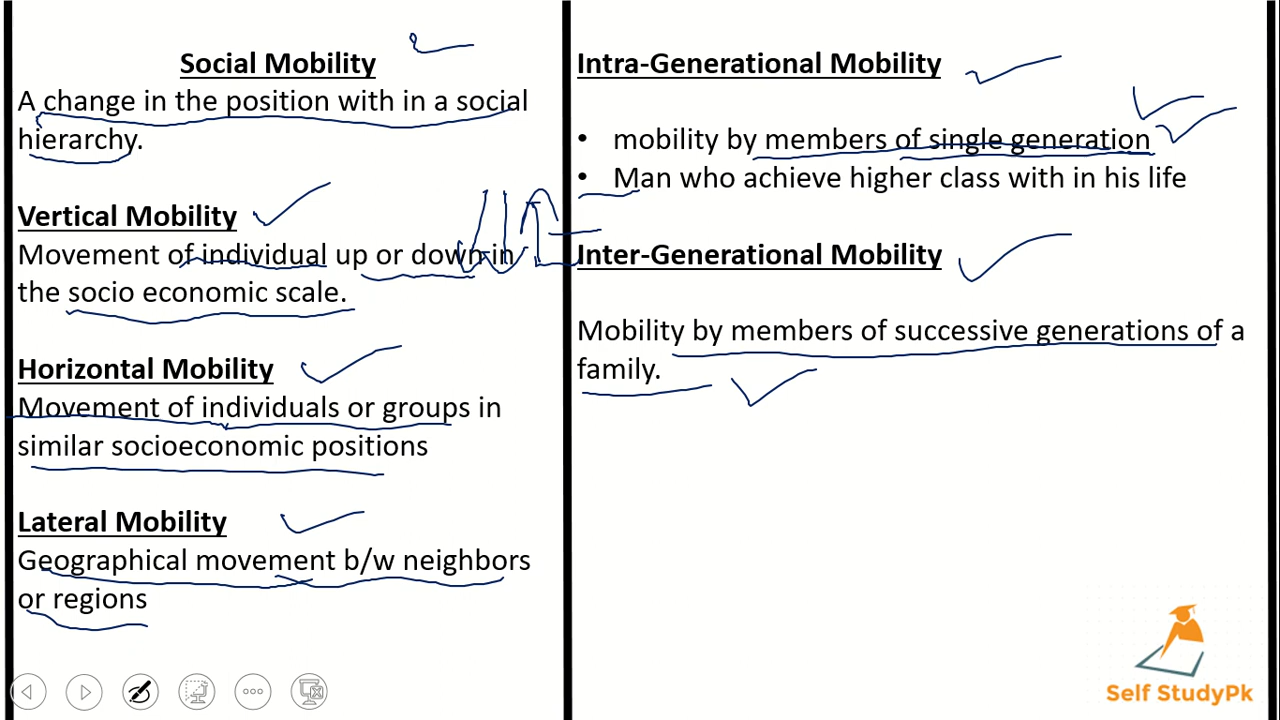 Social Mobility
A change in the position with in a social
hierarchy.
Vertical Mobility
Movement of individual up or down in
the socio economic scale.
Horizontal Mobility
Movement of individuals or groups in
similar socioeconomic positions
Lateral Mobility
Geographical movement b/w neighbors
or regions
Intra-Generational Mobility
• mobility by members of single generation
• Man who achieve higher class with in his life
Inter-Generational Mobility
Mobility by members of successive generations of a
family.
Self StudyPk